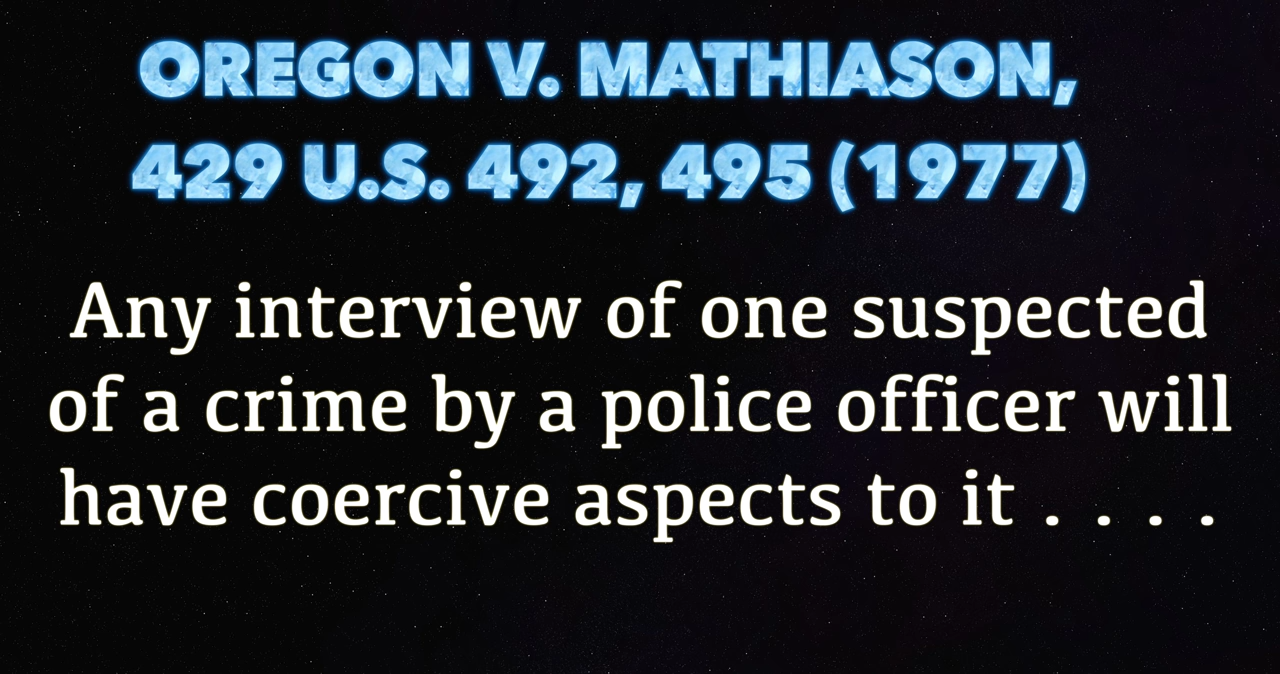 OREGON V. MATHIASON,
429 U.S. 492, 495 (1977)
Any interview of one suspected
of a crime by a police officer will
have coercive aspects to it . . . .